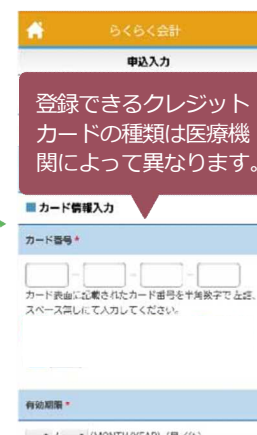 らくらく会計
申込入力
登録できるクレジット
カードの種類は医療機
関によって異なります。
カード情報入力
カード番号*
- - -
カード表面に記載されたカード番号を半角数字で左詰、
スペース無しにて入力してください。
有効期限*